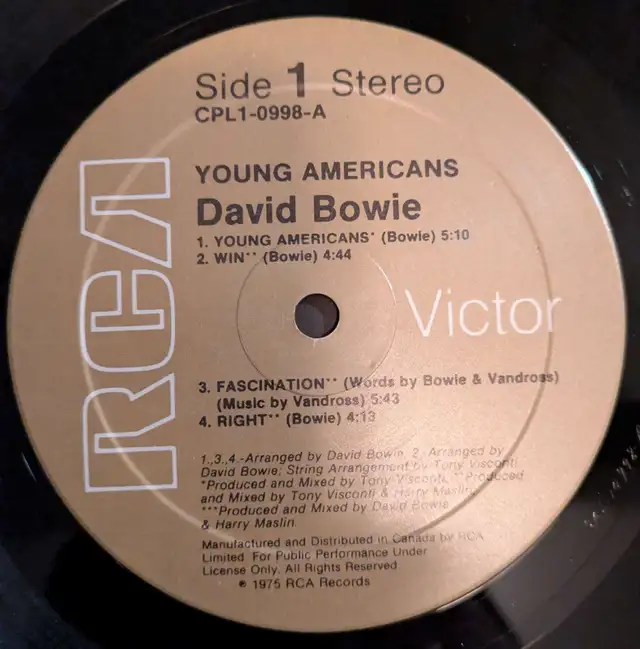 Side 1 Stereo
CPL1-0998-A
YOUNG AMERICANS
David Bowie
1. YOUNG AMERICANS* (Bowie) 5:10
2. WIN** (Bowie) 4:44
RCA
Victor
3. FASCINATION** (Words by Bowie & Vandross)
(Music by Vandross) 5:43
4. RIGHT** (Bowie) 4:13
1.,3.,4.-Arranged by David Bowie, 2.-Arranged by
David Bowie; String Arrangement by Tony Visconti
*Produced and Mixed by Tony Visconti, **Produced
and Mixed by Tony Visconti & Harry Maslin,
***Produced and Mixed by David Bowie
& Harry Maslin.
Manufactured and Distributed in Canada by RCA
Limited For Public Performance Under
License Only. All Rights Reserved
℗ 1975 RCA Records